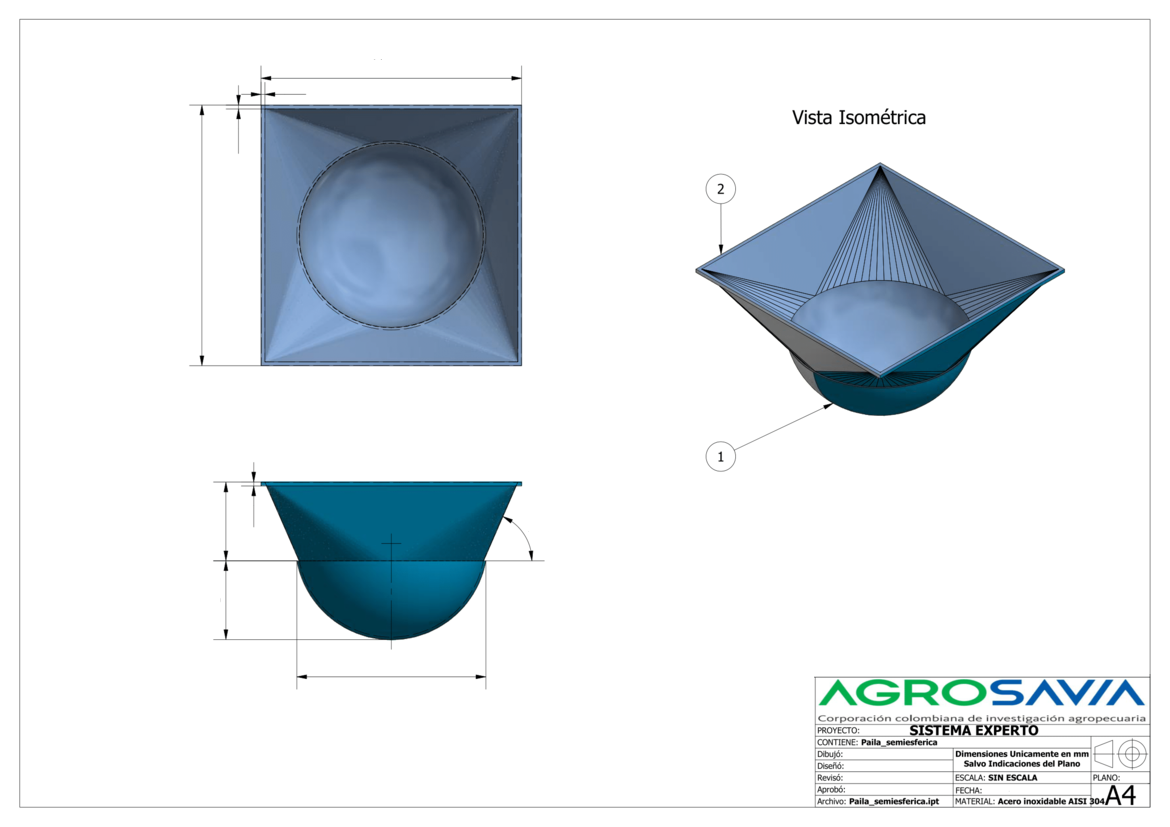 Vista Isométrica
2
1
AGROSAVIA
Corporación colombiana de investigación agropecuaria
PROYECTO: SISTEMA EXPERTO
CONTIENE: Paila_semiesferica
Dibujó:
Dimensiones Unicamente en mm
Salvo Indicaciones del Plano
Diseñó:
Revisó:
ESCALA: SIN ESCALA
PLANO:
Aprobó:
FECHA:
A4
Archivo: Paila_semiesferica.ipt
MATERIAL: Acero inoxidable AISI 304